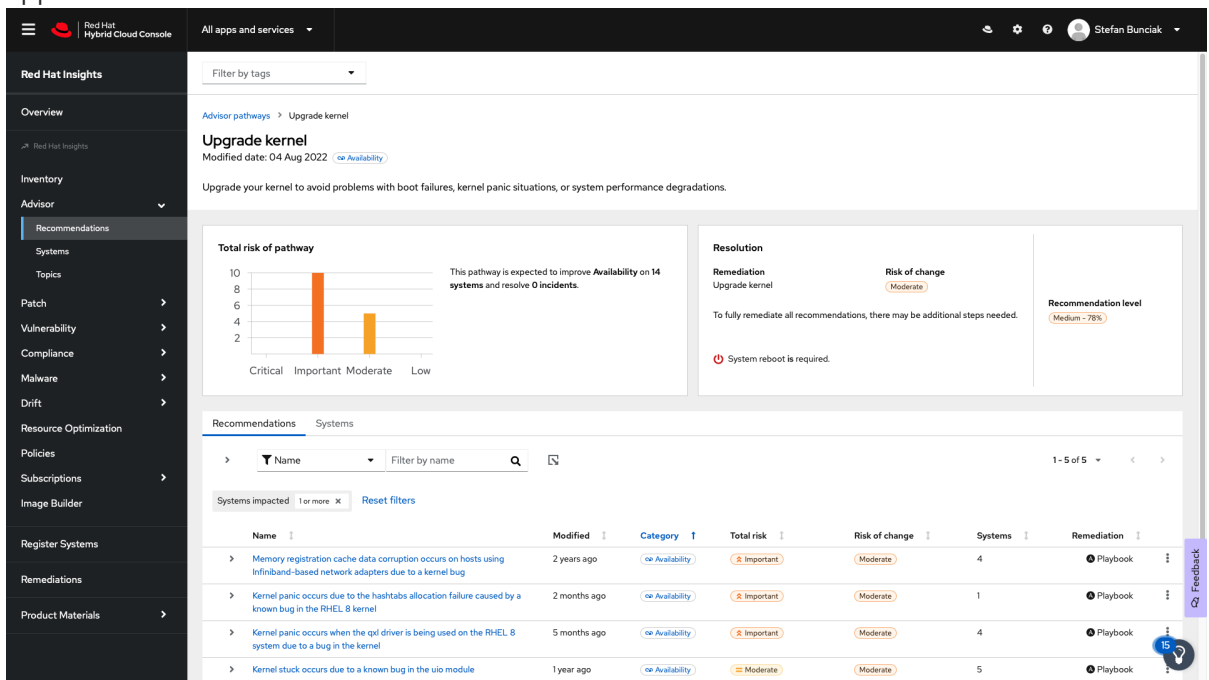 Red Hat
Hybrid Cloud Console
All apps and services
Stefan Bunciak
Red Hat Insights
Overview
Red Hat Insights
Inventory
Advisor
Recommendations
Systems
Topics
Patch
Vulnerability
Compliance
Malware
Drift
Resource Optimization
Policies
Subscriptions
Image Builder
Register Systems
Remediations
Product Materials
Filter by tags
Advisor pathways > Upgrade kernel
Upgrade kernel
Modified date: 04 Aug 2022 Availability
Upgrade your kernel to avoid problems with boot failures, kernel panic situations, or system performance degradations.
Total risk of pathway
10
8
6
4
2
Critical Important Moderate Low
This pathway is expected to improve Availability on 14
systems and resolve 0 incidents.
Resolution
Remediation
Upgrade kernel
Risk of change
Moderate
To fully remediate all recommendations, there may be additional steps needed.
System reboot is required.
Recommendation level
Medium - 78%
Recommendations Systems
Name Filter by name 1 - 5 of 5
Systems impacted 1 or more × Reset filters
Name Modified Category Total risk Risk of change Systems Remediation
Memory registration cache data corruption occurs on hosts using
Infiniband-based network adapters due to a kernel bug
2 years ago Availability Important Moderate 4 Playbook
Kernel panic occurs due to the hashtabs allocation failure caused by a
known bug in the RHEL 8 kernel
2 months ago Availability Important Moderate 1 Playbook
Kernel panic occurs when the qxl driver is being used on the RHEL 8
system due to a bug in the kernel
5 months ago Availability Important Moderate 4 Playbook
Kernel stuck occurs due to a known bug in the uio module
1 year ago Availability Moderate Moderate 5 Playbook
Feedback
15